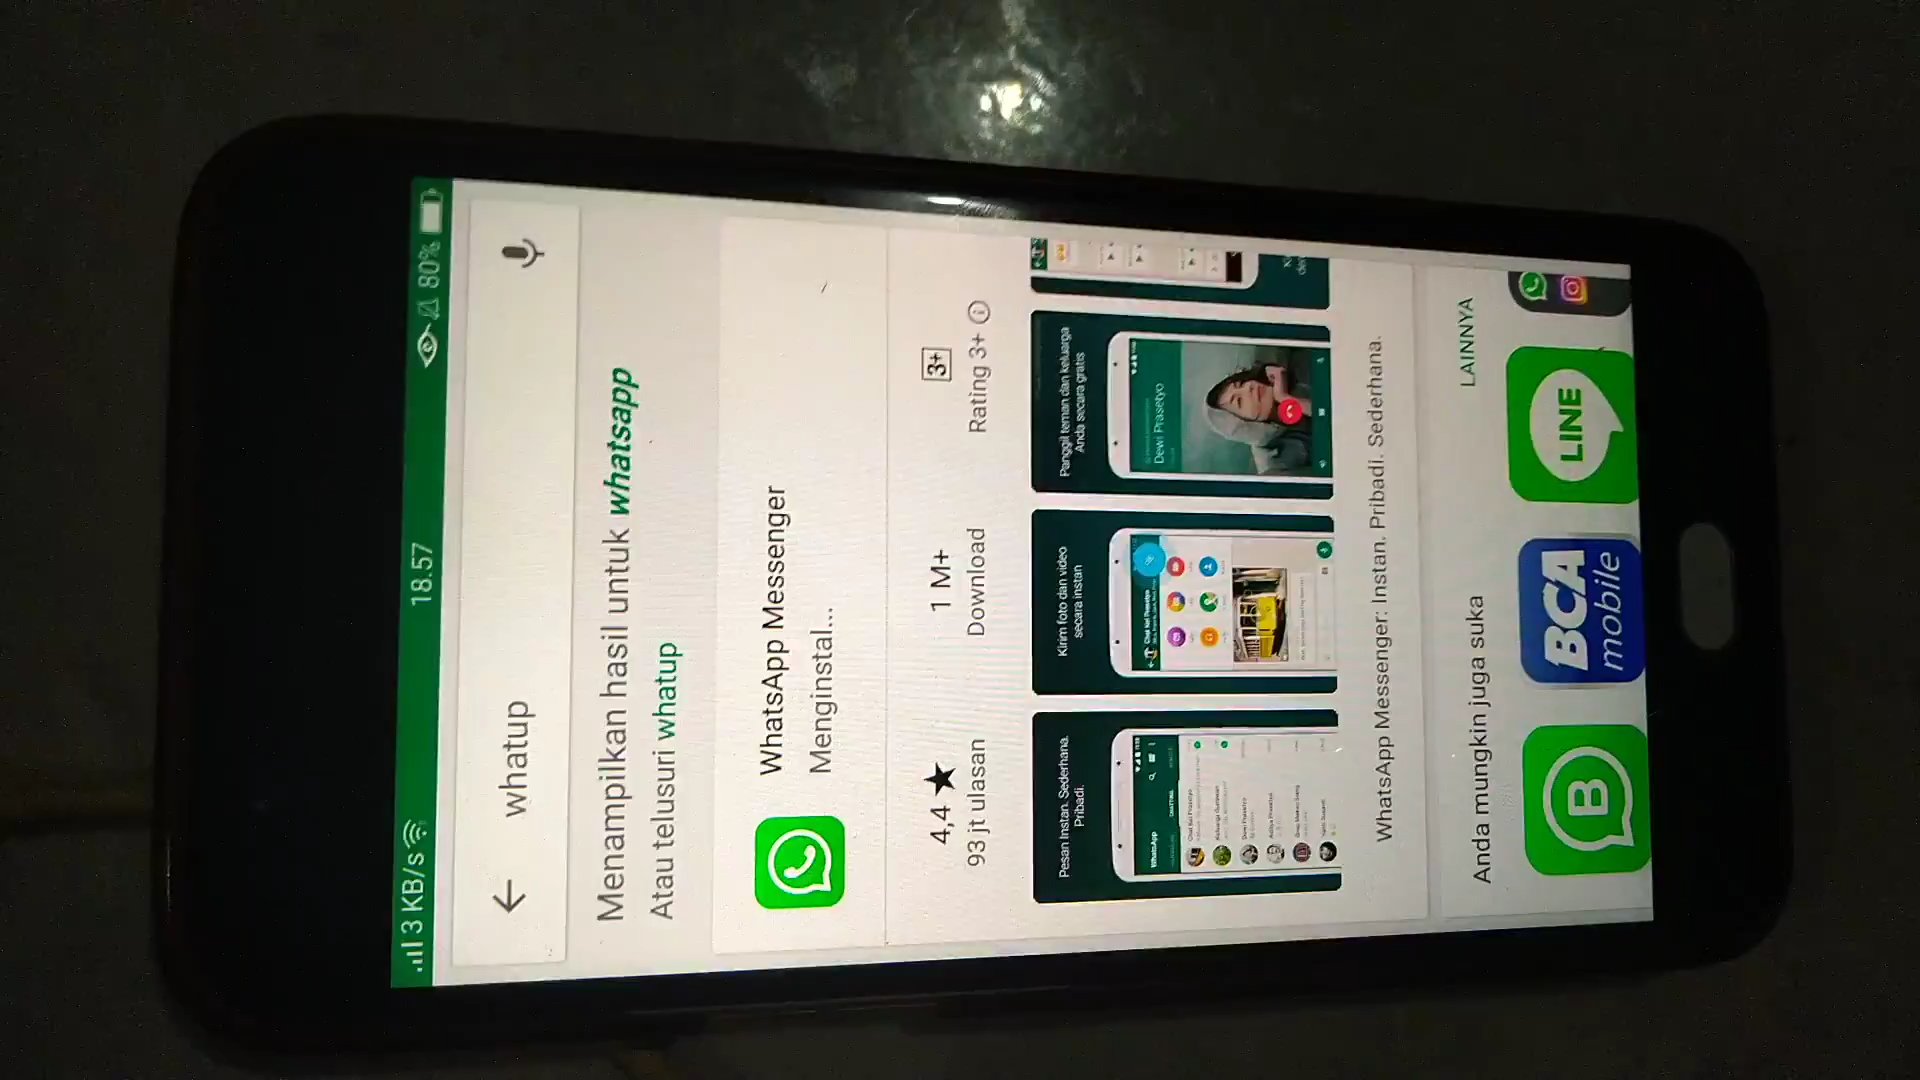 3 KB/s 18.57 80%
whatup
Menampilkan hasil untuk whatsapp
Atau telusuri whatup
WhatsApp Messenger
Menginstal...
4,4 ★
93 jt ulasan
1 M+
Download
3+
Rating 3+
Pesan Instan. Sederhana.
Pribadi.
WhatsApp
Kirim foto dan video
secara instan
Panggil teman dan keluarga
Anda secara gratis
Dewi Prasetyo
WhatsApp Messenger: Instan. Pribadi. Sederhana.
Anda mungkin juga suka
LAINNYA
B
BCA
mobile
LINE